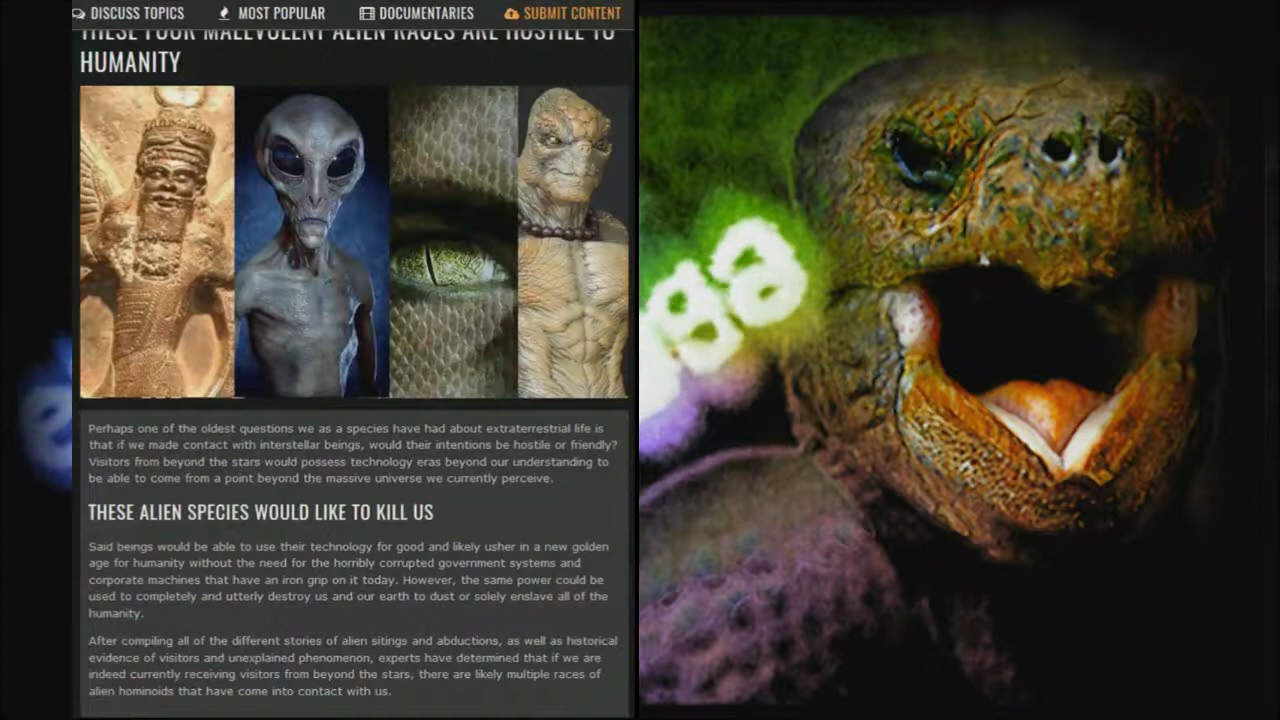 DISCUSS TOPICS MOST POPULAR DOCUMENTARIES SUBMIT CONTENT
THESE FOUR MALEVOLENT ALIEN RACES ARE HOSTILE TO
HUMANITY
Perhaps one of the oldest questions we as a species have had about extraterrestrial life is
that if we made contact with interstellar beings, would their intentions be hostile or friendly?
Visitors from beyond the stars would possess technology eras beyond our understanding to
be able to come from a point beyond the massive universe we currently perceive.
THESE ALIEN SPECIES WOULD LIKE TO KILL US
Said beings would be able to use their technology for good and likely usher in a new golden
age for humanity without the need for the horribly corrupted government systems and
corporate machines that have an iron grip on it today. However, the same power could be
used to completely and utterly destroy us and our earth to dust or solely enslave all of the
humanity.
After compiling all of the different stories of alien sitings and abductions, as well as historical
evidence of visitors and unexplained phenomenon, experts have determined that if we are
indeed currently receiving visitors from beyond the stars, there are likely multiple races of
alien hominoids that have come into contact with us.